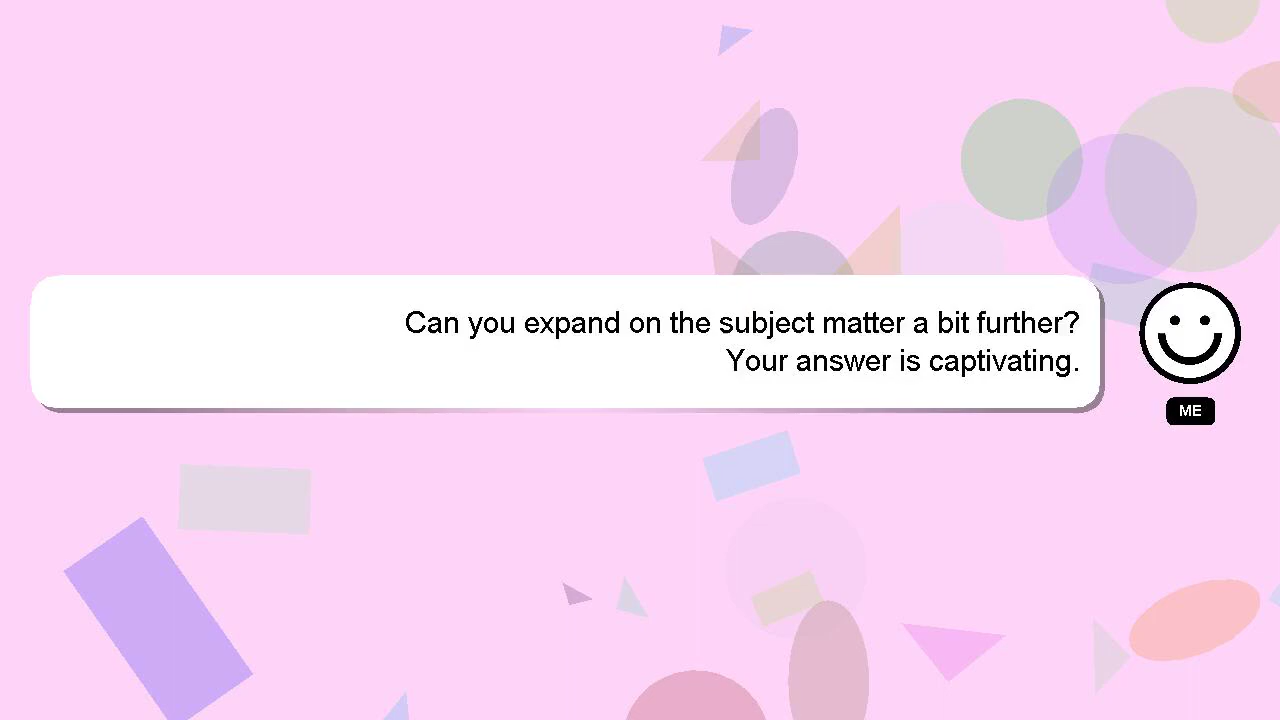 Can you expand on the subject matter a bit further?
Your answer is captivating.
ME